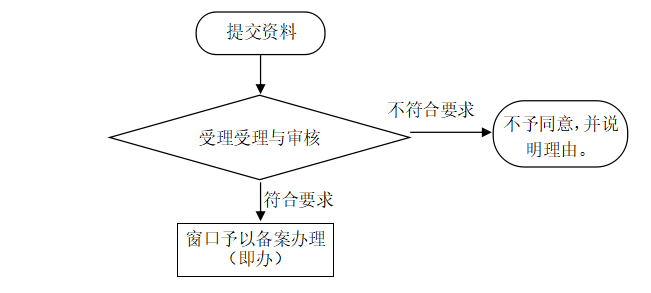 提交资料
不符合要求
受理受理与审核
不予同意，并说
明理由。
符合要求
窗口予以备案办理
（即办）